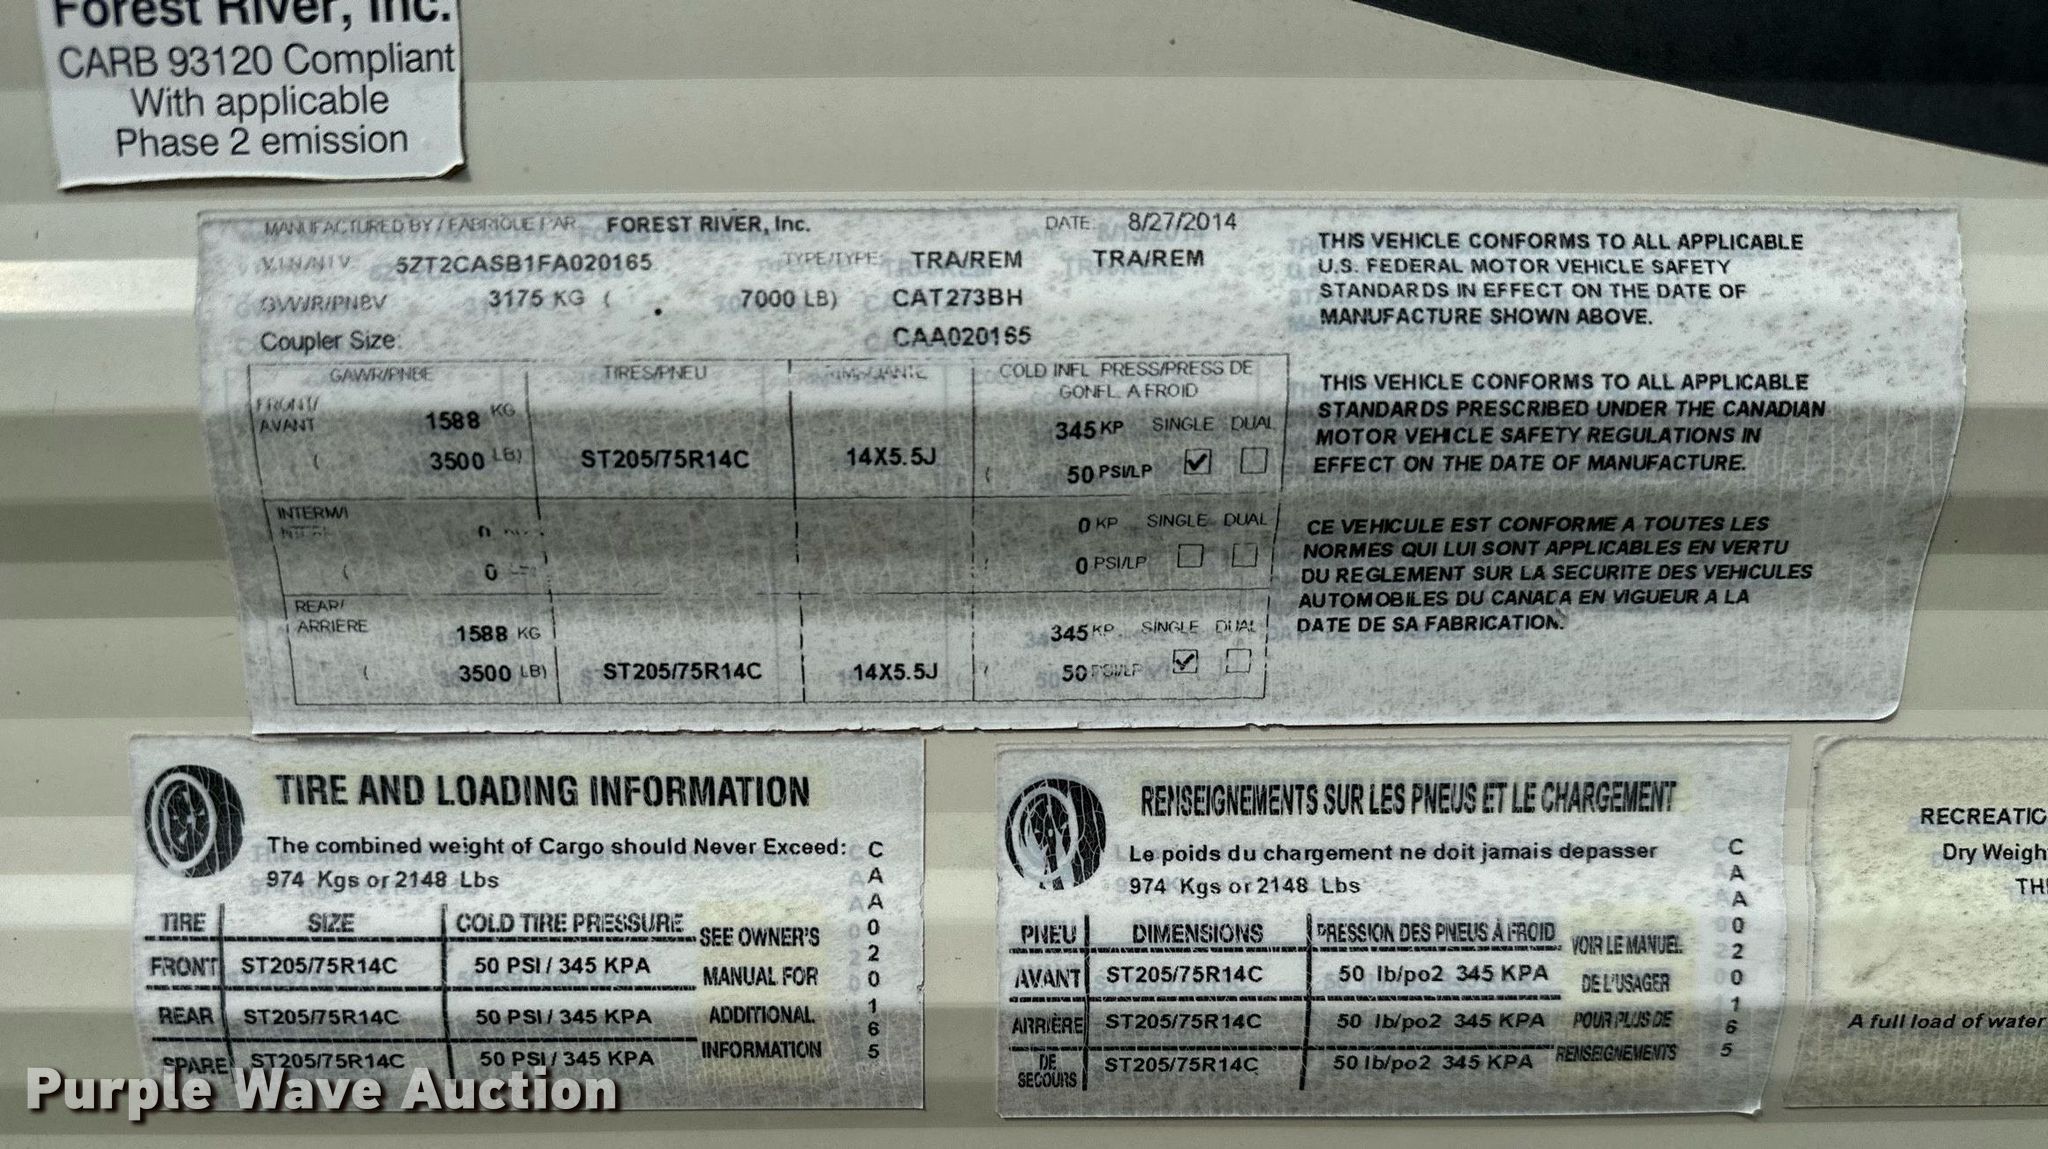 Forest River, Inc.
CARB 93120 Compliant
With applicable
Phase 2 emission
MANUFACTURED BY / FABRIQUE PAR FOREST RIVER, Inc. DATE: 8/27/2014
V.I.N/N.I.V. 5ZT2CASB1FA020165 TYPE/TYPE: TRA/REM TRA/REM
GVWR/PNBV 3175 KG ( 7000 LB) CAT273BH
Coupler Size: CAA020165
GAWR/PNBE TIRES/PNEU RIMS/JANTE COLD INFL. PRESS/PRESS DE
GONFL. A FROID
FRONT/
AVANT 1588 KG 345 KP SINGLE DUAL
( 3500 LB) ST205/75R14C 14X5.5J ( 50 PSI/LP
INTERM/I 0 0 KP SINGLE DUAL
( 0 0 PSI/LP
REAR/
ARRIERE 1588 KG 345 KP SINGLE DUAL
( 3500 LB) ST205/75R14C 14X5.5J ( 50 PSI/LP
THIS VEHICLE CONFORMS TO ALL APPLICABLE
U.S. FEDERAL MOTOR VEHICLE SAFETY
STANDARDS IN EFFECT ON THE DATE OF
MANUFACTURE SHOWN ABOVE.
THIS VEHICLE CONFORMS TO ALL APPLICABLE
STANDARDS PRESCRIBED UNDER THE CANADIAN
MOTOR VEHICLE SAFETY REGULATIONS IN
EFFECT ON THE DATE OF MANUFACTURE.
CE VEHICULE EST CONFORME A TOUTES LES
NORMES QUI LUI SONT APPLICABLES EN VERTU
DU REGLEMENT SUR LA SECURITE DES VEHICULES
AUTOMOBILES DU CANADA EN VIGUEUR A LA
DATE DE SA FABRICATION.
TIRE AND LOADING INFORMATION
The combined weight of Cargo should Never Exceed:
974 Kgs or 2148 Lbs
TIRE SIZE COLD TIRE PRESSURE
FRONT ST205/75R14C 50 PSI / 345 KPA
REAR ST205/75R14C 50 PSI / 345 KPA
SPARE ST205/75R14C 50 PSI / 345 KPA
SEE OWNER'S
MANUAL FOR
ADDITIONAL
INFORMATION
CAA020165
RENSEIGNEMENTS SUR LES PNEUS ET LE CHARGEMENT
Le poids du chargement ne doit jamais depasser
974 Kgs or 2148 Lbs
PNEU DIMENSIONS PRESSION DES PNEUS À FROID
AVANT ST205/75R14C 50 lb/po2 345 KPA
ARRIÈRE ST205/75R14C 50 lb/po2 345 KPA
DE
SECOURS ST205/75R14C 50 lb/po2 345 KPA
VOIR LE MANUEL
DE L'USAGER
POUR PLUS DE
RENSEIGNEMENTS
CAA020165
RECREATIO
Dry Weigh
TH
A full load of water
Purple Wave Auction